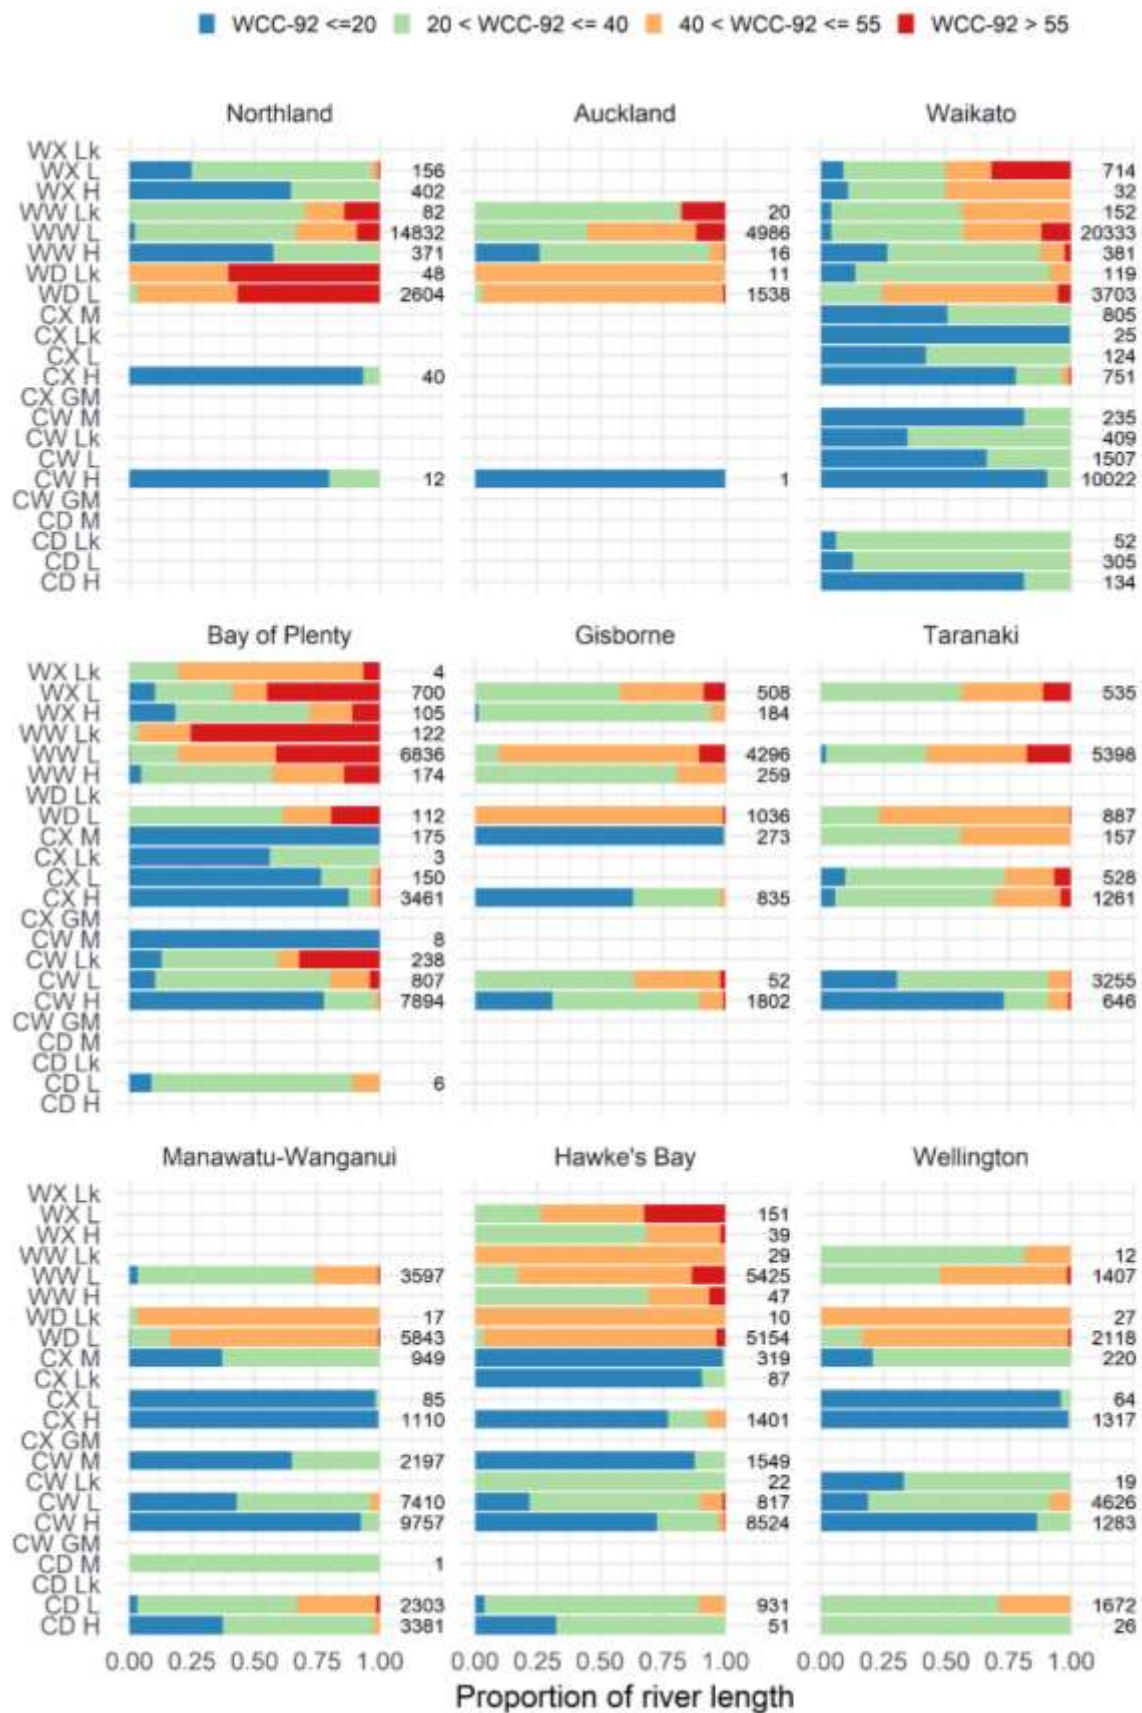 WCC-92 <=20 20 < WCC-92 <= 40 40 < WCC-92 <= 55 WCC-92 > 55
Northland Auckland Waikato
WX Lk
WX L 156 714
WX H 402 32
WW Lk 82 20 152
WW L 14832 4986 20333
WW H 371 16 381
WD Lk 48 11 119
WD L 2604 1538 3703
CX M 805
CX Lk 25
CX L 124
CX H 40 751
CX GM
CW M 235
CW Lk 409
CW L 1507
CW H 12 1 10022
CW GM
CD M
CD Lk 52
CD L 305
CD H 134
Bay of Plenty Gisborne Taranaki
WX Lk 4
WX L 700 508 535
WX H 105 184
WW Lk 122
WW L 6836 4296 5398
WW H 174 259
WD Lk
WD L 112 1036 887
CX M 175 273 157
CX Lk 3
CX L 150 528
CX H 3461 835 1261
CX GM
CW M 8
CW Lk 238
CW L 807 52 3255
CW H 7894 1802 646
CW GM
CD M
CD Lk
CD L 6
CD H
Manawatu-Wanganui Hawke's Bay Wellington
WX Lk
WX L 151
WX H 39
WW Lk 29 12
WW L 3597 5425 1407
WW H 47
WD Lk 17 10 27
WD L 5843 5154 2118
CX M 949 319 220
CX Lk 87
CX L 85 64
CX H 1110 1401 1317
CX GM
CW M 2197 1549
CW Lk 22 19
CW L 7410 817 4626
CW H 9757 8524 1283
CW GM
CD M 1
CD Lk
CD L 2303 931 1672
CD H 3381 51 26
0.00 0.25 0.50 0.75 1.00 0.00 0.25 0.50 0.75 1.00 0.00 0.25 0.50 0.75 1.00
Proportion of river length